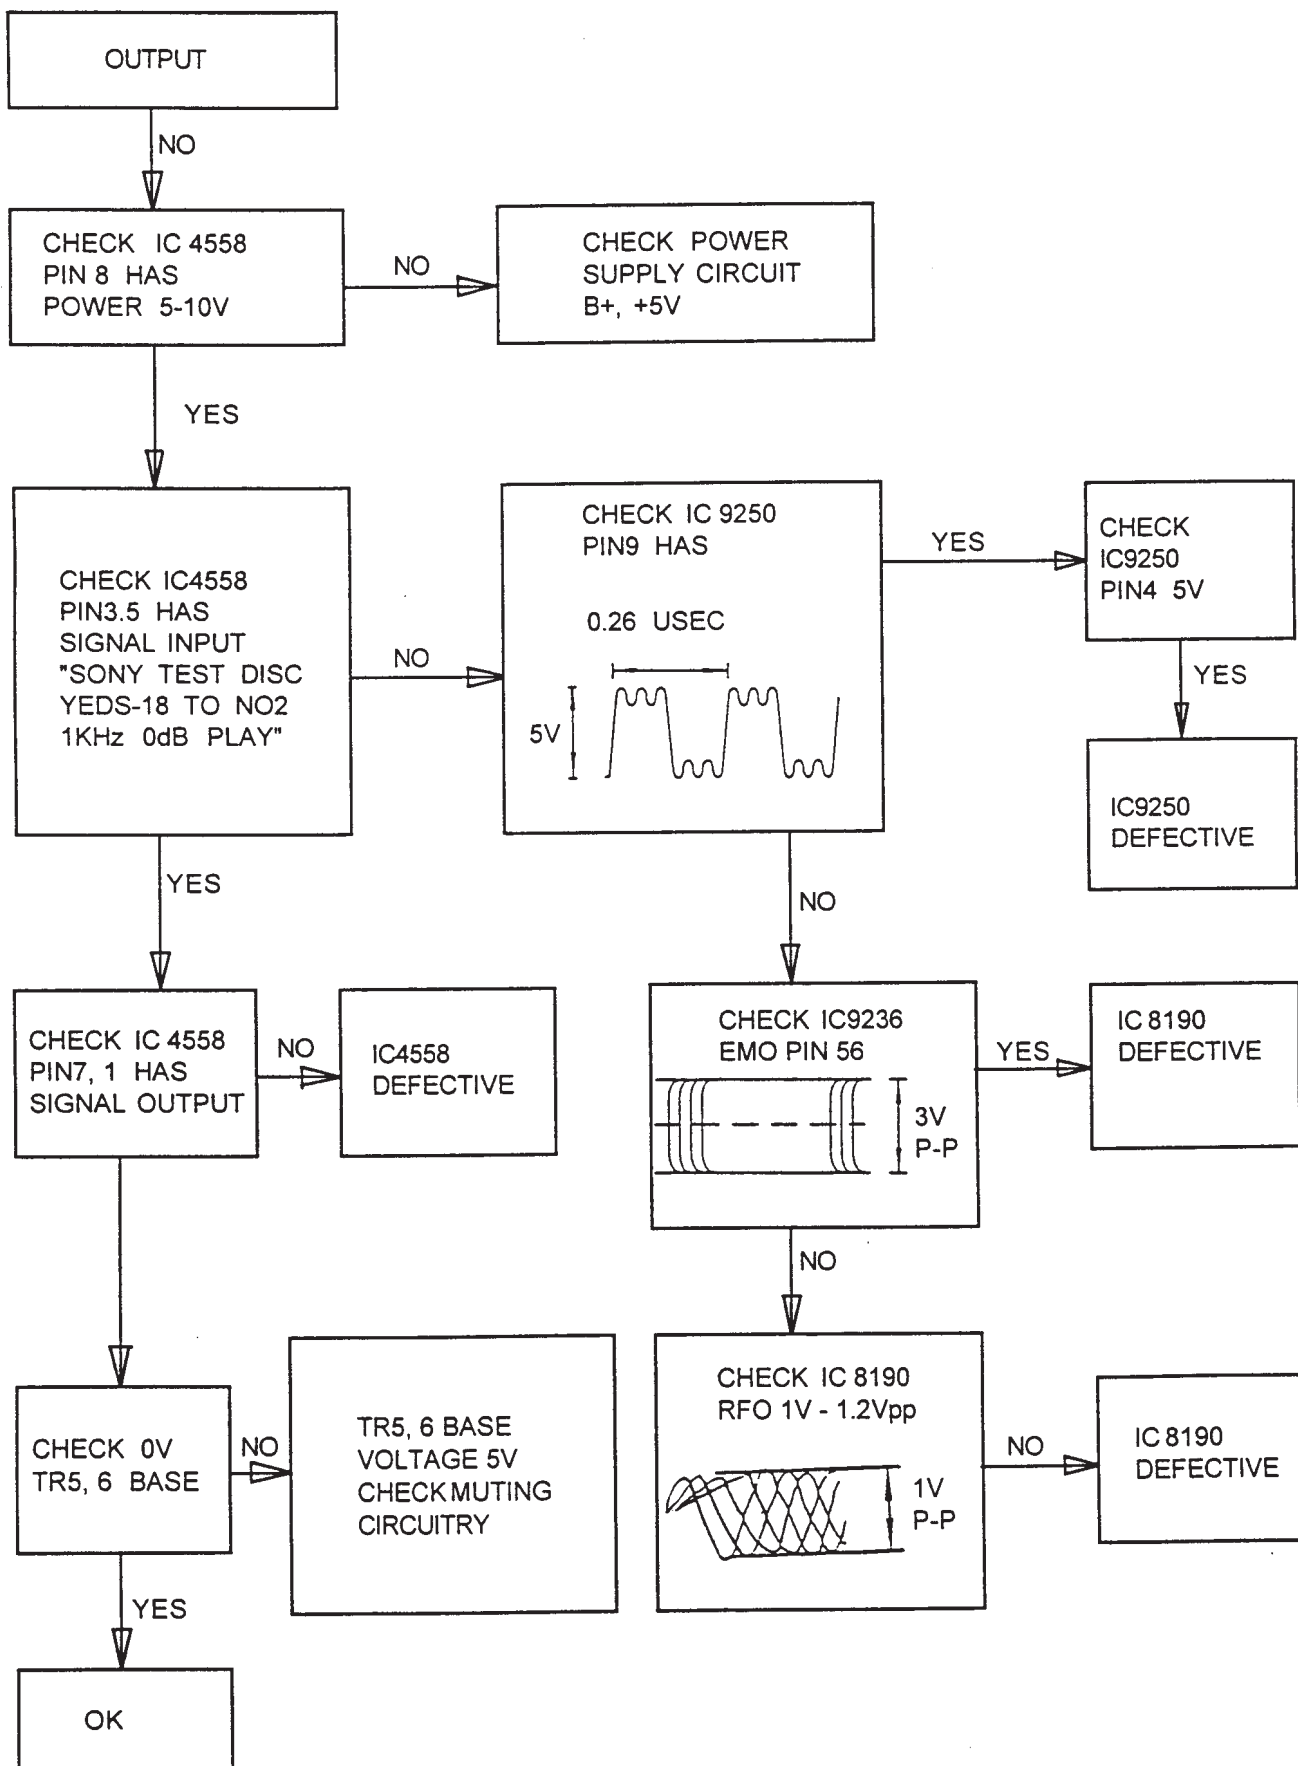 OUTPUT
NO
CHECK IC 4558
PIN 8 HAS
POWER 5-10V
NO
CHECK POWER
SUPPLY CIRCUIT
B+, +5V
YES
CHECK IC4558
PIN3.5 HAS
SIGNAL INPUT
"SONY TEST DISC
YEDS-18 TO NO2
1KHz 0dB PLAY"
NO
CHECK IC 9250
PIN9 HAS
0.26 USEC
5V
YES
CHECK
IC9250
PIN4 5V
YES
IC9250
DEFECTIVE
YES
NO
CHECK IC 4558
PIN7, 1 HAS
SIGNAL OUTPUT
NO
IC4558
DEFECTIVE
CHECK IC9236
EMO PIN 56
3V
P-P
YES
IC 8190
DEFECTIVE
NO
CHECK 0V
TR5, 6 BASE
NO
TR5, 6 BASE
VOLTAGE 5V
CHECK MUTING
CIRCUITRY
CHECK IC 8190
RFO 1V - 1.2Vpp
1V
P-P
NO
IC 8190
DEFECTIVE
YES
OK